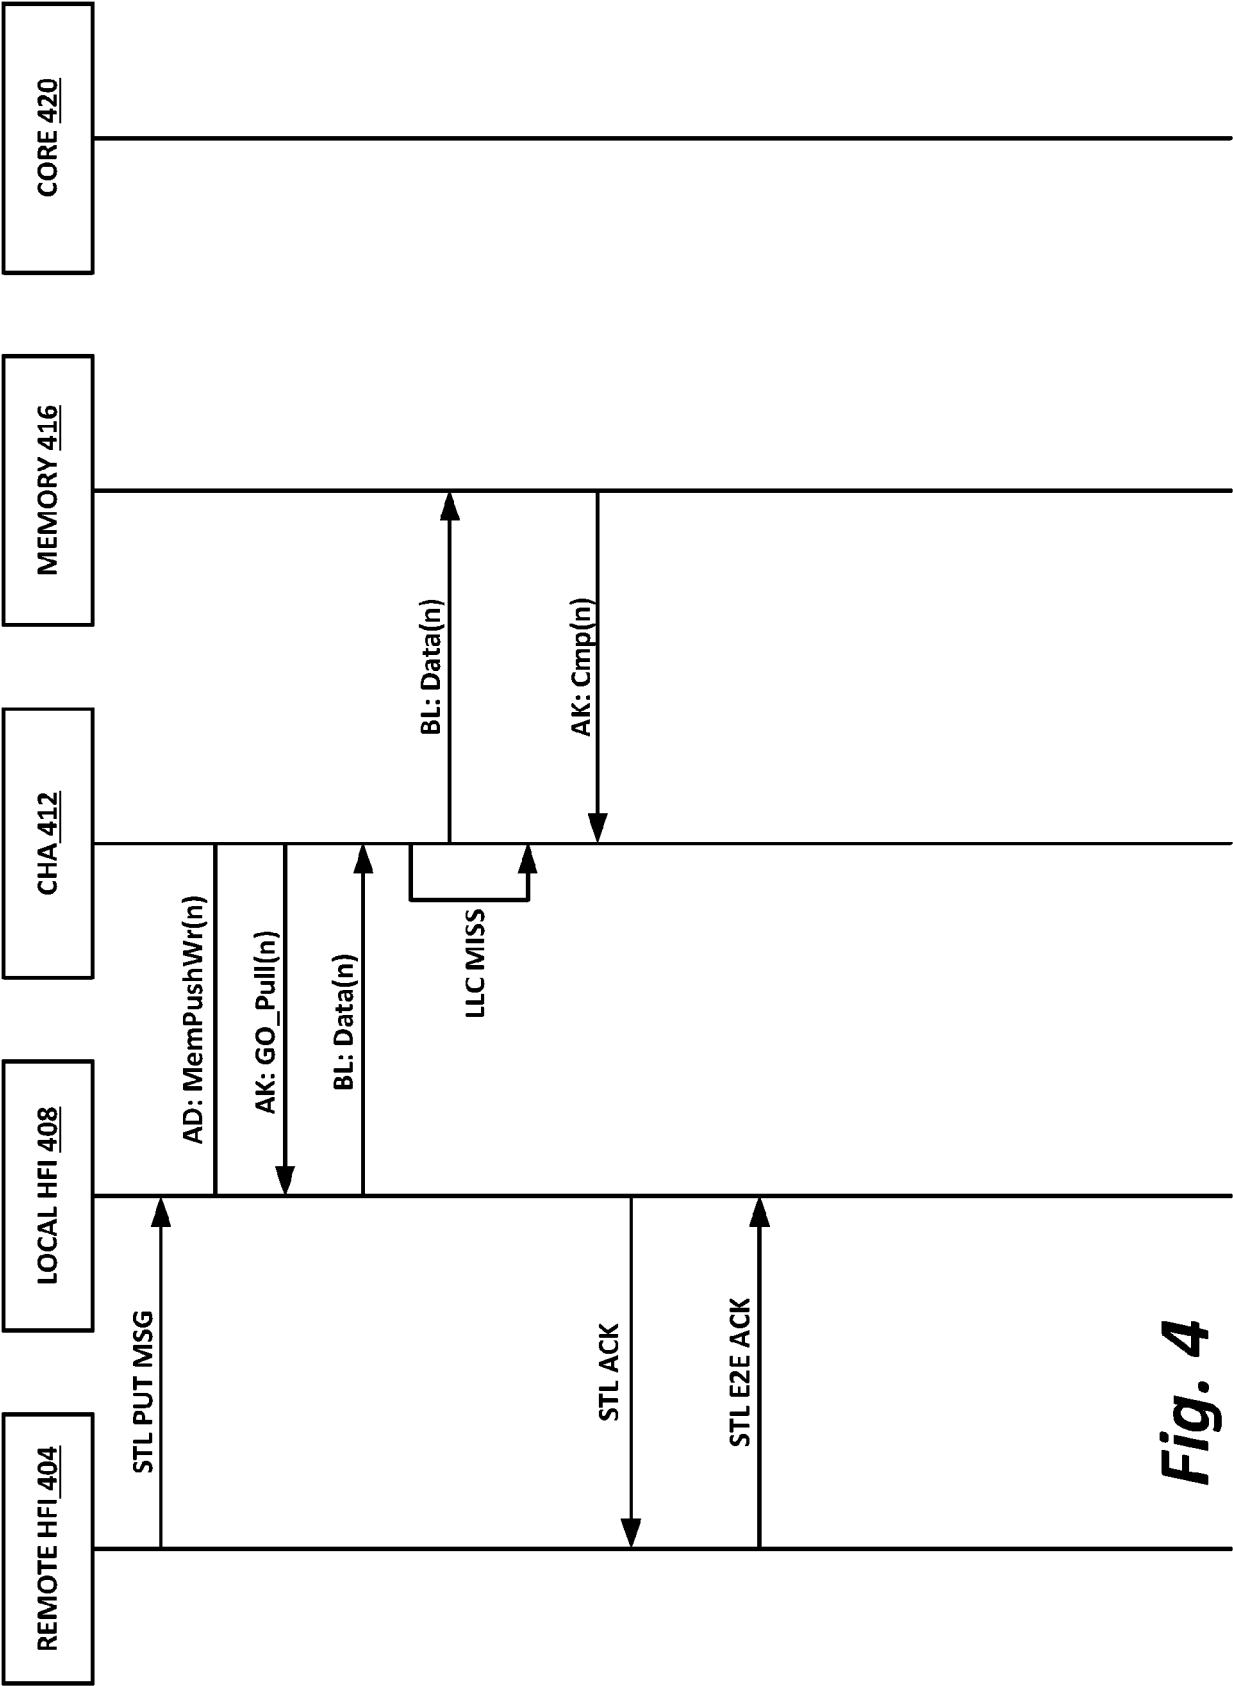 REMOTE HFI 404
LOCAL HFI 408
CHA 412
MEMORY 416
CORE 420
STL PUT MSG
AD: MemPushWr(n)
AK: GO_Pull(n)
BL: Data(n)
LLC MISS
BL: Data(n)
AK: Cmp(n)
STL ACK
STL E2E ACK
Fig. 4